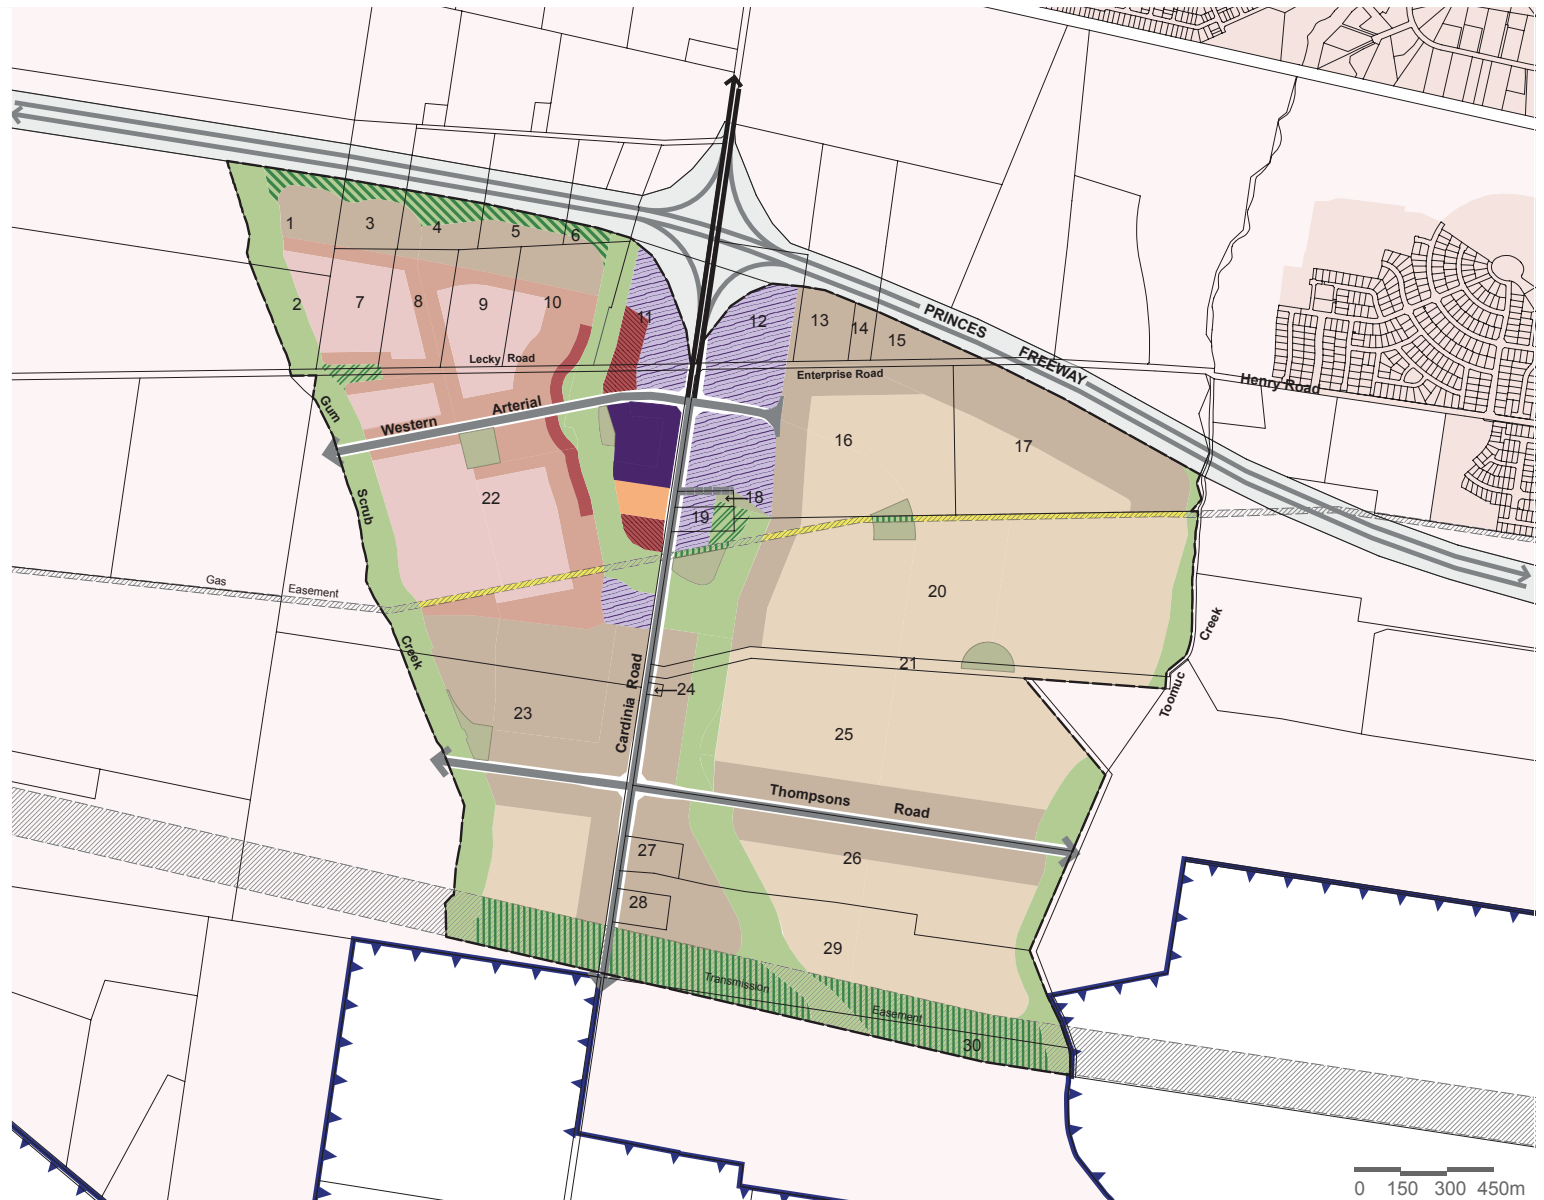 1
3
4
5
6
2
7
8
9
10
11
12
13
14
15
PRINCES
FREEWAY
Lecky Road
Enterprise Road
Henry Road
Gum
Western
Arterial
16
17
22
18
19
Scrub
Gas
Easement
20
Creek
Creek
21
Cardinia Road
24
Toomuc
23
25
Thompsons Road
27
26
28
29
Transmission
Easement
30
0 150 300 450m